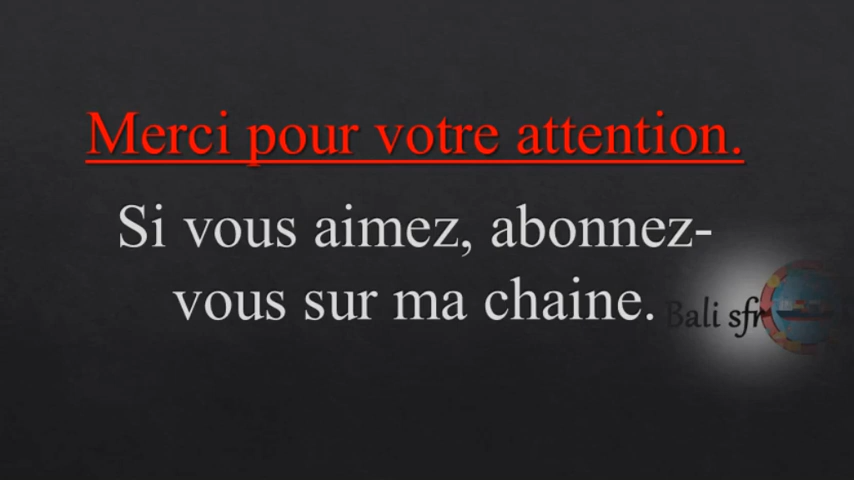 Merci pour votre attention.
Si vous aimez, abonnez-
vous sur ma chaine.
Bali sfr